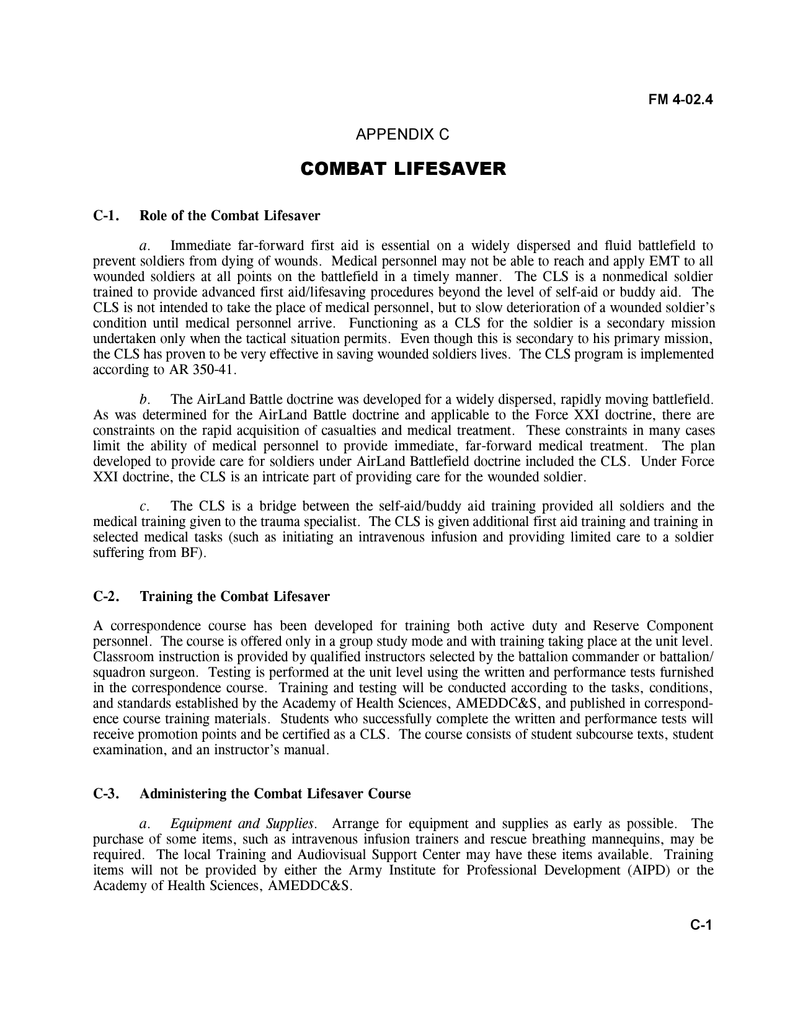 FM 4-02.4
APPENDIX C
COMBAT LIFESAVER
C-1. Role of the Combat Lifesaver
a. Immediate far-forward first aid is essential on a widely dispersed and fluid battlefield to
prevent soldiers from dying of wounds. Medical personnel may not be able to reach and apply EMT to all
wounded soldiers at all points on the battlefield in a timely manner. The CLS is a nonmedical soldier
trained to provide advanced first aid/lifesaving procedures beyond the level of self-aid or buddy aid. The
CLS is not intended to take the place of medical personnel, but to slow deterioration of a wounded soldier's
condition until medical personnel arrive. Functioning as a CLS for the soldier is a secondary mission
undertaken only when the tactical situation permits. Even though this is secondary to his primary mission,
the CLS has proven to be very effective in saving wounded soldiers lives. The CLS program is implemented
according to AR 350-41.
b. The AirLand Battle doctrine was developed for a widely dispersed, rapidly moving battlefield.
As was determined for the AirLand Battle doctrine and applicable to the Force XXI doctrine, there are
constraints on the rapid acquisition of casualties and medical treatment. These constraints in many cases
limit the ability of medical personnel to provide immediate, far-forward medical treatment. The plan
developed to provide care for soldiers under AirLand Battlefield doctrine included the CLS. Under Force
XXI doctrine, the CLS is an intricate part of providing care for the wounded soldier.
c. The CLS is a bridge between the self-aid/buddy aid training provided all soldiers and the
medical training given to the trauma specialist. The CLS is given additional first aid training and training in
selected medical tasks (such as initiating an intravenous infusion and providing limited care to a soldier
suffering from BF).
C-2. Training the Combat Lifesaver
A correspondence course has been developed for training both active duty and Reserve Component
personnel. The course is offered only in a group study mode and with training taking place at the unit level.
Classroom instruction is provided by qualified instructors selected by the battalion commander or battalion/
squadron surgeon. Testing is performed at the unit level using the written and performance tests furnished
in the correspondence course. Training and testing will be conducted according to the tasks, conditions,
and standards established by the Academy of Health Sciences, AMEDDC&S, and published in correspond-
ence course training materials. Students who successfully complete the written and performance tests will
receive promotion points and be certified as a CLS. The course consists of student subcourse texts, student
examination, and an instructor's manual.
C-3. Administering the Combat Lifesaver Course
a. Equipment and Supplies. Arrange for equipment and supplies as early as possible. The
purchase of some items, such as intravenous infusion trainers and rescue breathing mannequins, may be
required. The local Training and Audiovisual Support Center may have these items available. Training
items will not be provided by either the Army Institute for Professional Development (AIPD) or the
Academy of Health Sciences, AMEDDC&S.
C-1